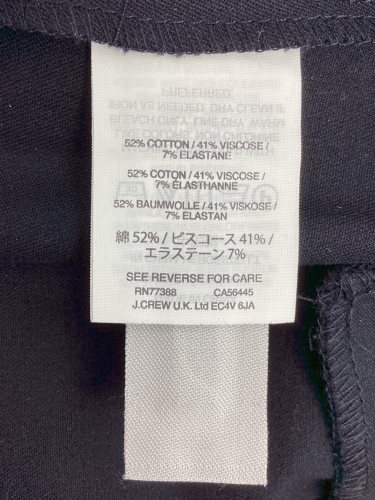 52% COTTON / 41% VISCOSE /
7% ELASTANE
52% COTON / 41% VISCOSE /
7% ÉLASTHANNE
52% BAUMWOLLE / 41% VISKOSE /
7% ELASTAN
綿 52% / ビスコース 41% /
エラステーン 7%
SEE REVERSE FOR CARE
RN77388 CA56445
J.CREW U.K. Ltd EC4V 6JA